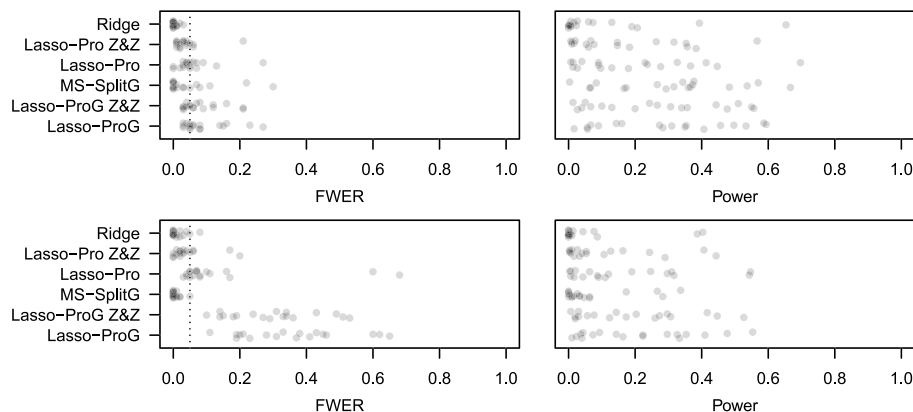 Ridge
Lasso−Pro Z&Z
Lasso−Pro
MS−SplitG
Lasso−ProG Z&Z
Lasso−ProG
0.0 0.2 0.4 0.6 0.8 1.0
FWER
0.0 0.2 0.4 0.6 0.8 1.0
Power
Ridge
Lasso−Pro Z&Z
Lasso−Pro
MS−SplitG
Lasso−ProG Z&Z
Lasso−ProG
0.0 0.2 0.4 0.6 0.8 1.0
FWER
0.0 0.2 0.4 0.6 0.8 1.0
Power